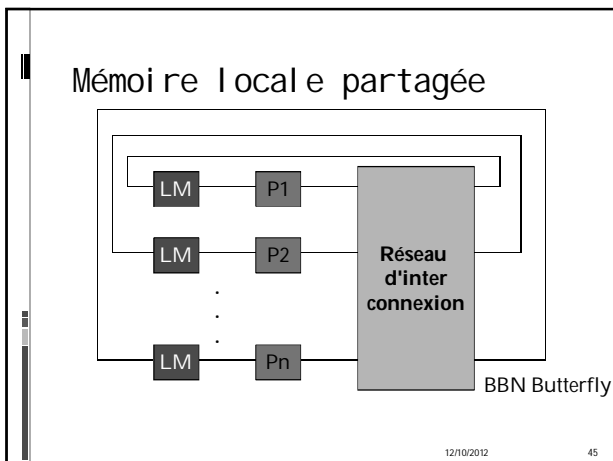 Mémoire locale partagée
LM P1
LM P2
Réseau
d'inter
connexion
.
.
.
LM Pn
BBN Butterfly
12/10/2012 45